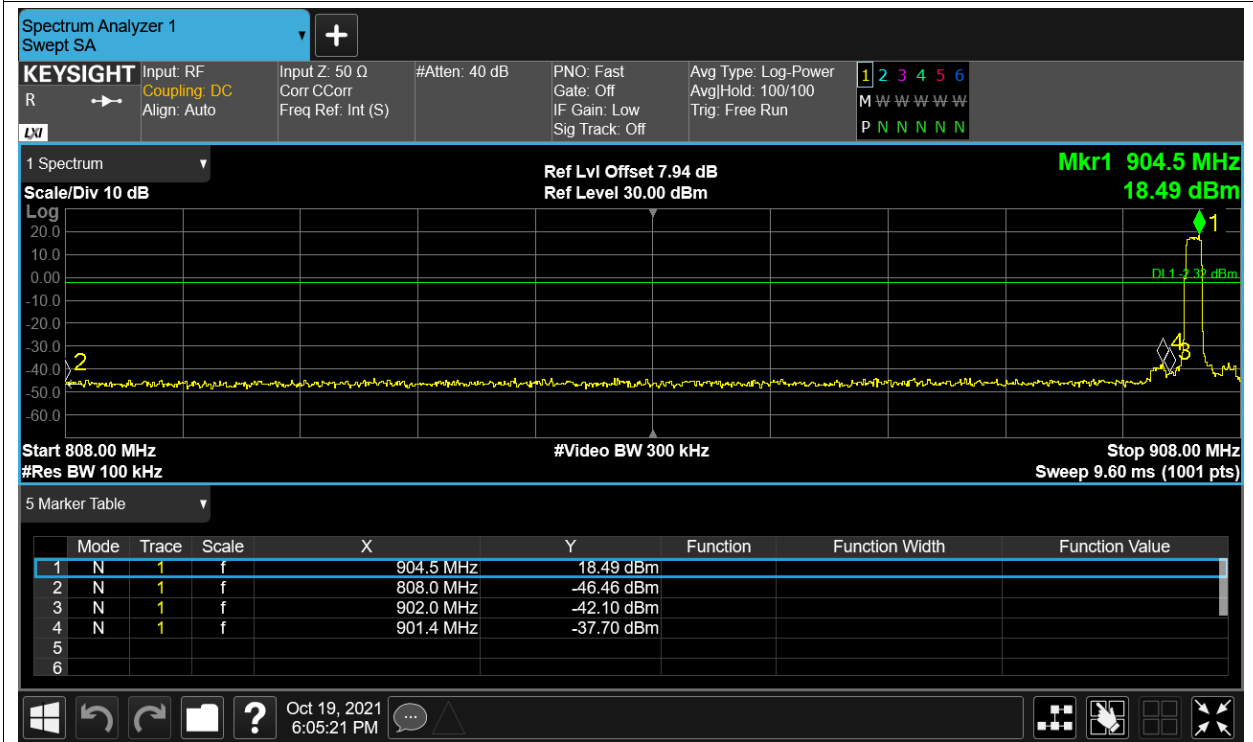 Spectrum Analyzer 1
Swept SA
+
KEYSIGHT Input: RF Input Z: 50 Ω #Atten: 40 dB PNO: Fast Avg Type: Log-Power 1 2 3 4 5 6
R Coupling: DC Corr CCorr Gate: Off Avg|Hold: 100/100 M W W W W W
Align: Auto Freq Ref: Int (S) IF Gain: Low Trig: Free Run
LXI Sig Track: Off P N N N N N
1 Spectrum Ref Lvl Offset 7.94 dB Mkr1 904.5 MHz
Scale/Div 10 dB Ref Level 30.00 dBm 18.49 dBm
Log
1
20.0
10.0
0.00 DL1 -2.32 dBm
-10.0
-20.0
-30.0
4
3
2
-40.0
-50.0
-60.0
Start 808.00 MHz #Video BW 300 kHz Stop 908.00 MHz
#Res BW 100 kHz Sweep 9.60 ms (1001 pts)
5 Marker Table
Mode Trace Scale X Y Function Function Width Function Value
1 N 1 f 904.5 MHz 18.49 dBm
2 N 1 f 808.0 MHz -46.46 dBm
3 N 1 f 902.0 MHz -42.10 dBm
4 N 1 f 901.4 MHz -37.70 dBm
5
6
? Oct 19, 2021
6:05:21 PM